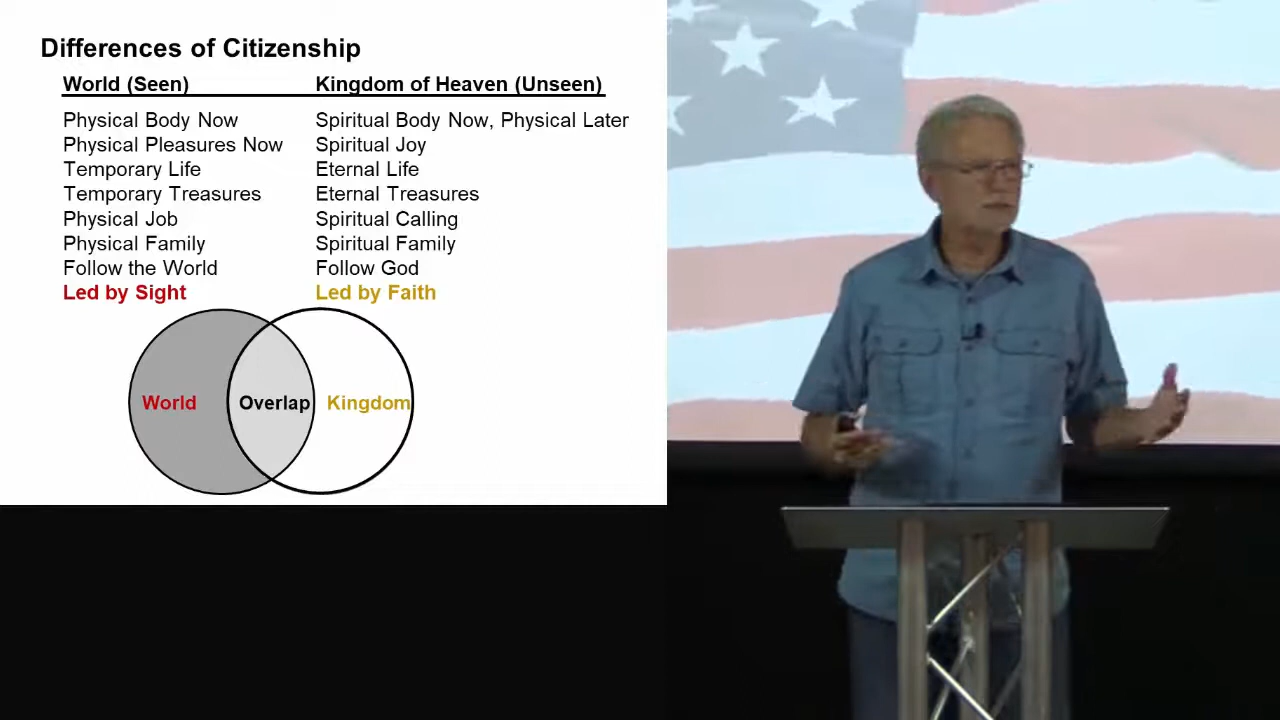 Differences of Citizenship
World (Seen) Kingdom of Heaven (Unseen)
Physical Body Now Spiritual Body Now, Physical Later
Physical Pleasures Now Spiritual Joy
Temporary Life Eternal Life
Temporary Treasures Eternal Treasures
Physical Job Spiritual Calling
Physical Family Spiritual Family
Follow the World Follow God
Led by Sight Led by Faith
World Overlap Kingdom